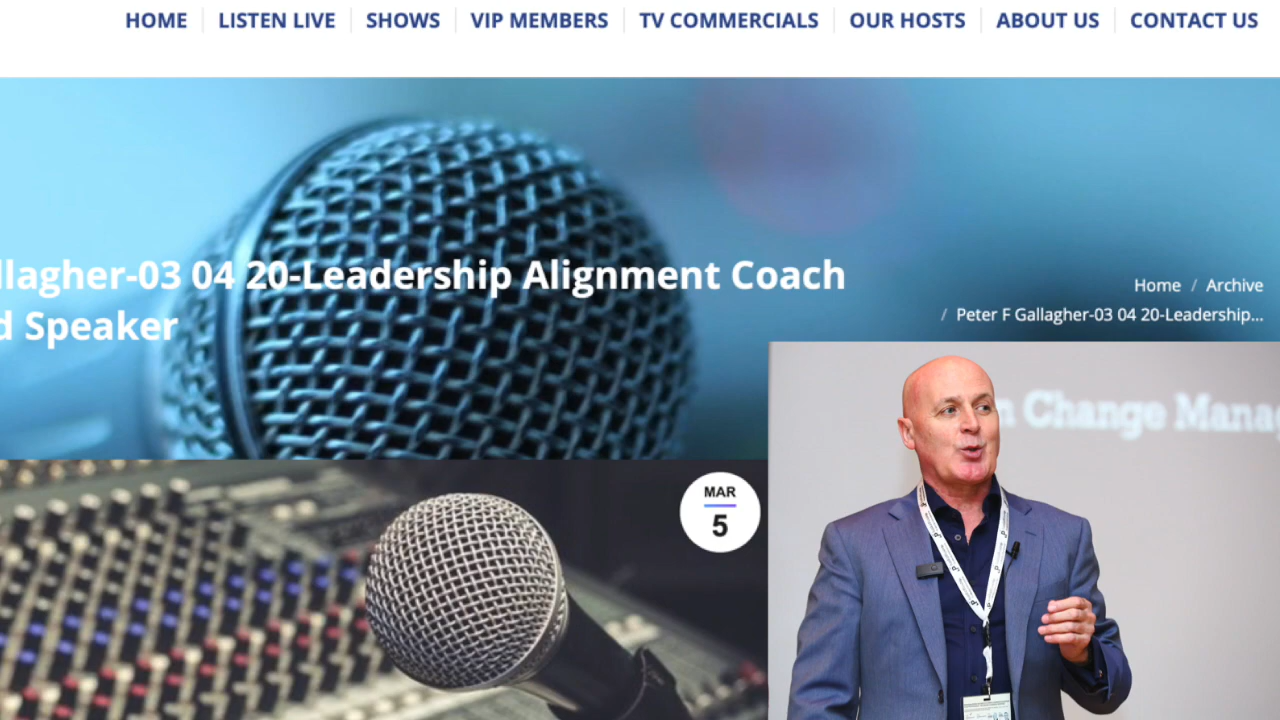 HOME LISTEN LIVE SHOWS VIP MEMBERS TV COMMERCIALS OUR HOSTS ABOUT US CONTACT US
llagher-03 04 20-Leadership Alignment Coach
d Speaker
Home / Archive
/ Peter F Gallagher-03 04 20-Leadership...
n Change Manag
MAR
5